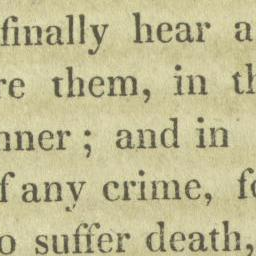 finally hear a
re them, in th
nner; and in
f any crime, fo
o suffer death,